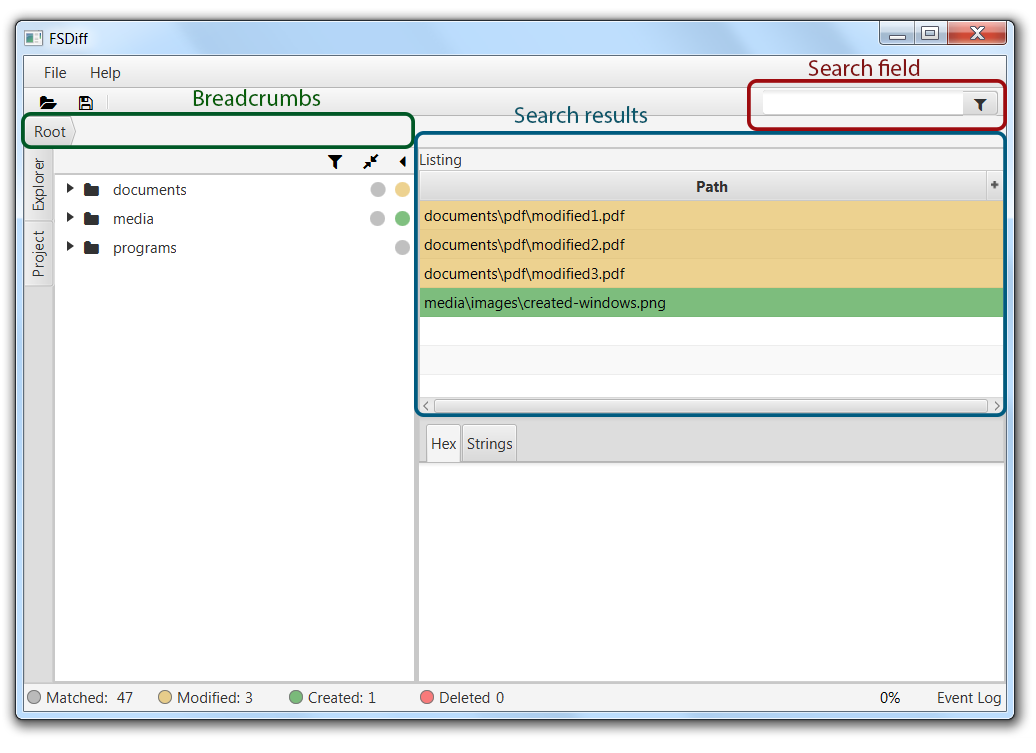 FSDiff
File Help
Search field
Breadcrumbs
Search results
Root
Listing
Explorer
Project
documents
media
programs
Path +
documents\pdf\modified1.pdf
documents\pdf\modified2.pdf
documents\pdf\modified3.pdf
media\images\created-windows.png
Hex Strings
Matched: 47 Modified: 3 Created: 1 Deleted 0 0% Event Log